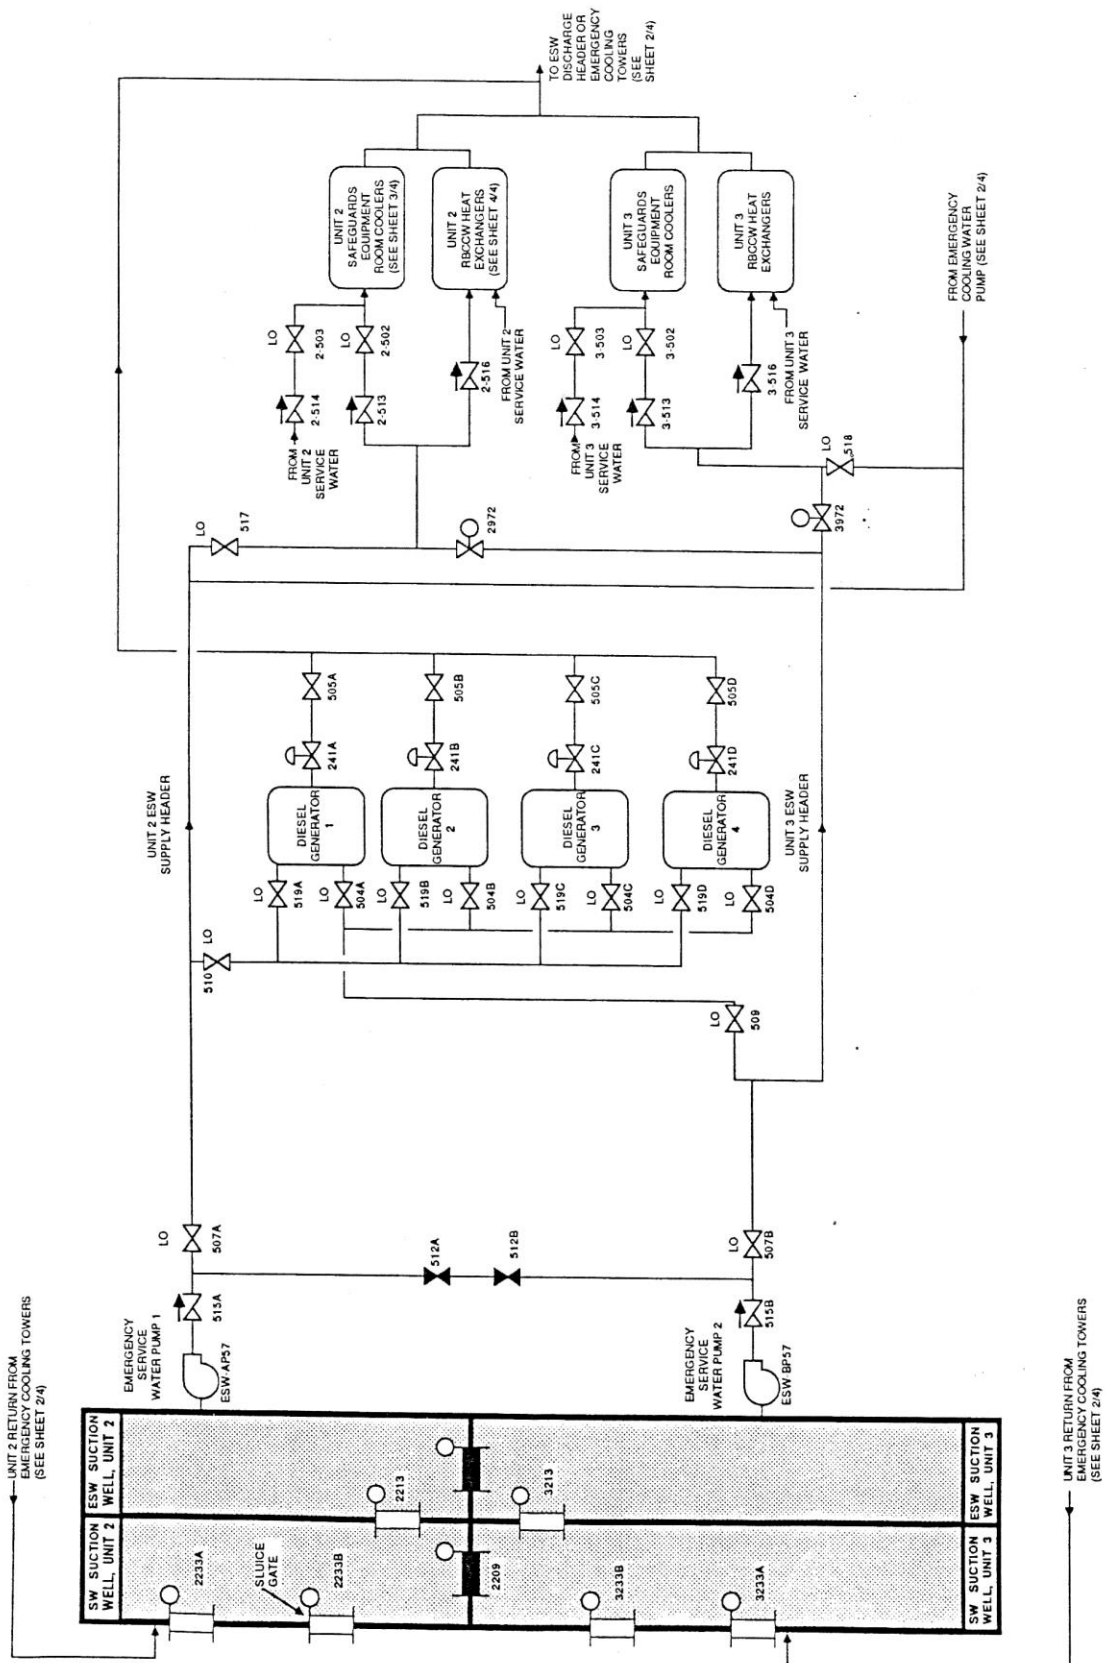 TO ESW
DISCHARGE
HEADER OR
EMERGENCY
COOLING
TOWERS
(SEE
SHEET 2/4)
UNIT 2
SAFEGUARDS
EQUIPMENT
ROOM COOLERS
(SEE SHEET 3/4)
UNIT 2
RBCCW HEAT
EXCHANGERS
(SEE SHEET 4/4)
UNIT 3
SAFEGUARDS
EQUIPMENT
ROOM COOLERS
UNIT 3
RBCCW HEAT
EXCHANGERS
FROM EMERGENCY
COOLING WATER
PUMP (SEE SHEET 2/4)
LO
2-503
LO
2-502
2-514
2-513
2-516
FROM
UNIT 2
SERVICE
WATER
FROM UNIT 2
SERVICE WATER
LO
3-503
LO
3-502
3-514
3-513
3-516
FROM
UNIT 3
SERVICE
WATER
FROM UNIT 3
SERVICE WATER
LO
518
LO
517
2972
3972
505A
505B
505C
505D
241A
241B
241C
241D
UNIT 2 ESW
SUPPLY HEADER
DIESEL
GENERATOR
1
DIESEL
GENERATOR
2
DIESEL
GENERATOR
3
DIESEL
GENERATOR
4
UNIT 3 ESW
SUPPLY HEADER
LO
519A
LO
504A
LO
519B
LO
504B
LO
519C
LO
504C
LO
519D
LO
504D
LO
510
LO
509
LO
507A
512A
512B
LO
507B
515A
515B
EMERGENCY
SERVICE
WATER PUMP 1
ESW-AP57
EMERGENCY
SERVICE
WATER PUMP 2
ESW-BP57
UNIT 2 RETURN FROM
EMERGENCY COOLING TOWERS
(SEE SHEET 2/4)
UNIT 3 RETURN FROM
EMERGENCY COOLING TOWERS
(SEE SHEET 2/4)
ESW SUCTION
WELL, UNIT 2
ESW SUCTION
WELL, UNIT 3
2213
3213
SW SUCTION
WELL, UNIT 2
SW SUCTION
WELL, UNIT 3
2233A
SLUICE
GATE
2233B
2209
3233B
3233A